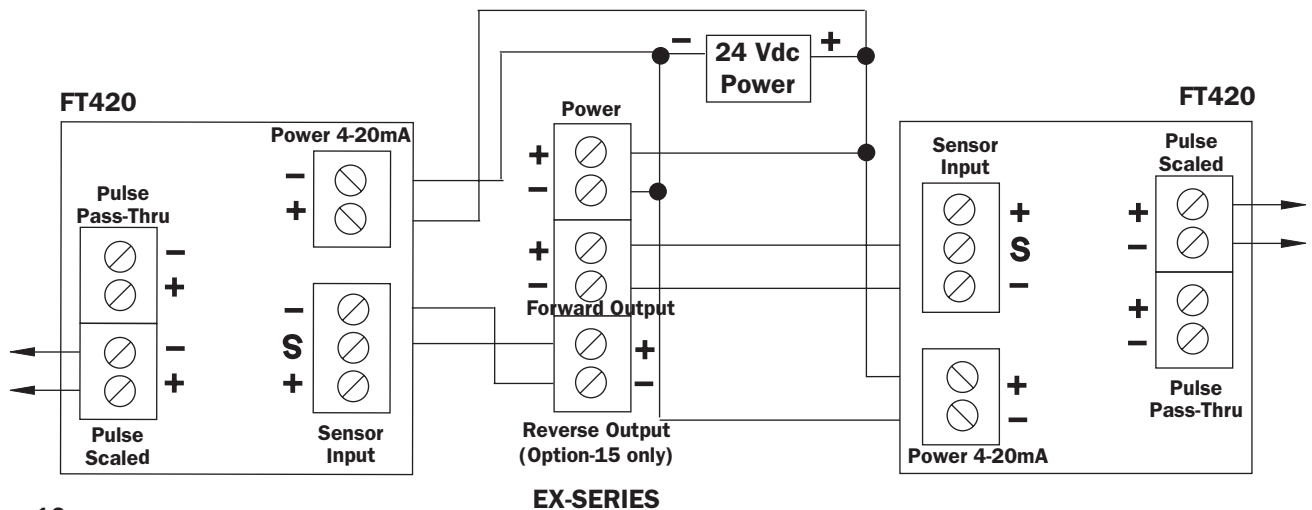 − 24 Vdc +
Power
FT420
FT420
Power
Power 4-20mA
−
+
Pulse
Pass-Thru
−
+
−
+
Pulse
Scaled
−
S
+
Sensor
Input
+
−
+
−
Forward Output
+
−
Reverse Output
(Option-15 only)
EX-SERIES
Sensor
Input
+
S
−
+
−
Power 4-20mA
Pulse
Scaled
+
−
+
−
Pulse
Pass-Thru